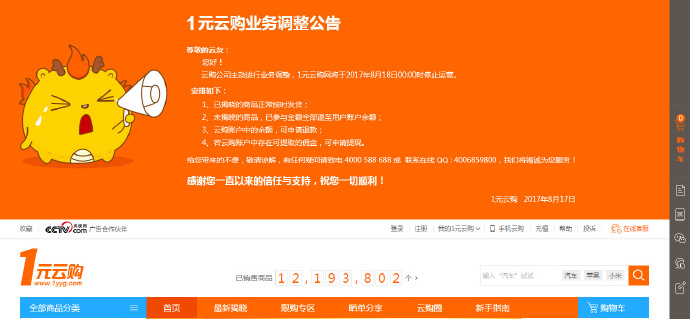 1元云购业务调整公告
尊敬的云友：
您好！
云购公司主动进行业务调整，1元云购网将于2017年8月18日00:00时停止运营。
安排如下：
1、已揭晓的商品正常按时发货；
2、未揭晓的商品，已参与金额全部退至用户账户余额；
3、云购账户中的余额，可申请退款；
4、若云购账户中存在可提取的佣金，可申请提现。
给您带来的不便，敬请谅解，有任何疑问请致电 4000 588 688 或 联系在线 QQ：4006859800，我们将竭诚为您服务！
感谢您一直以来的信任与支持，祝您一切顺利！
1元云购 2017年8月17日
0
购物车
收藏
CCTV.com 央视网 广告合作伙伴
登录 注册 我的1元云购 手机云购 充值 帮助 投诉 在线客服
1元云购
www.1yyg.com
已销售商品 12,193,802 个 >
输入 "汽车" 试试 汽车 苹果 小米
全部商品分类 首页 最新揭晓 限购专区 晒单分享 云购圈 新手指南 购物车